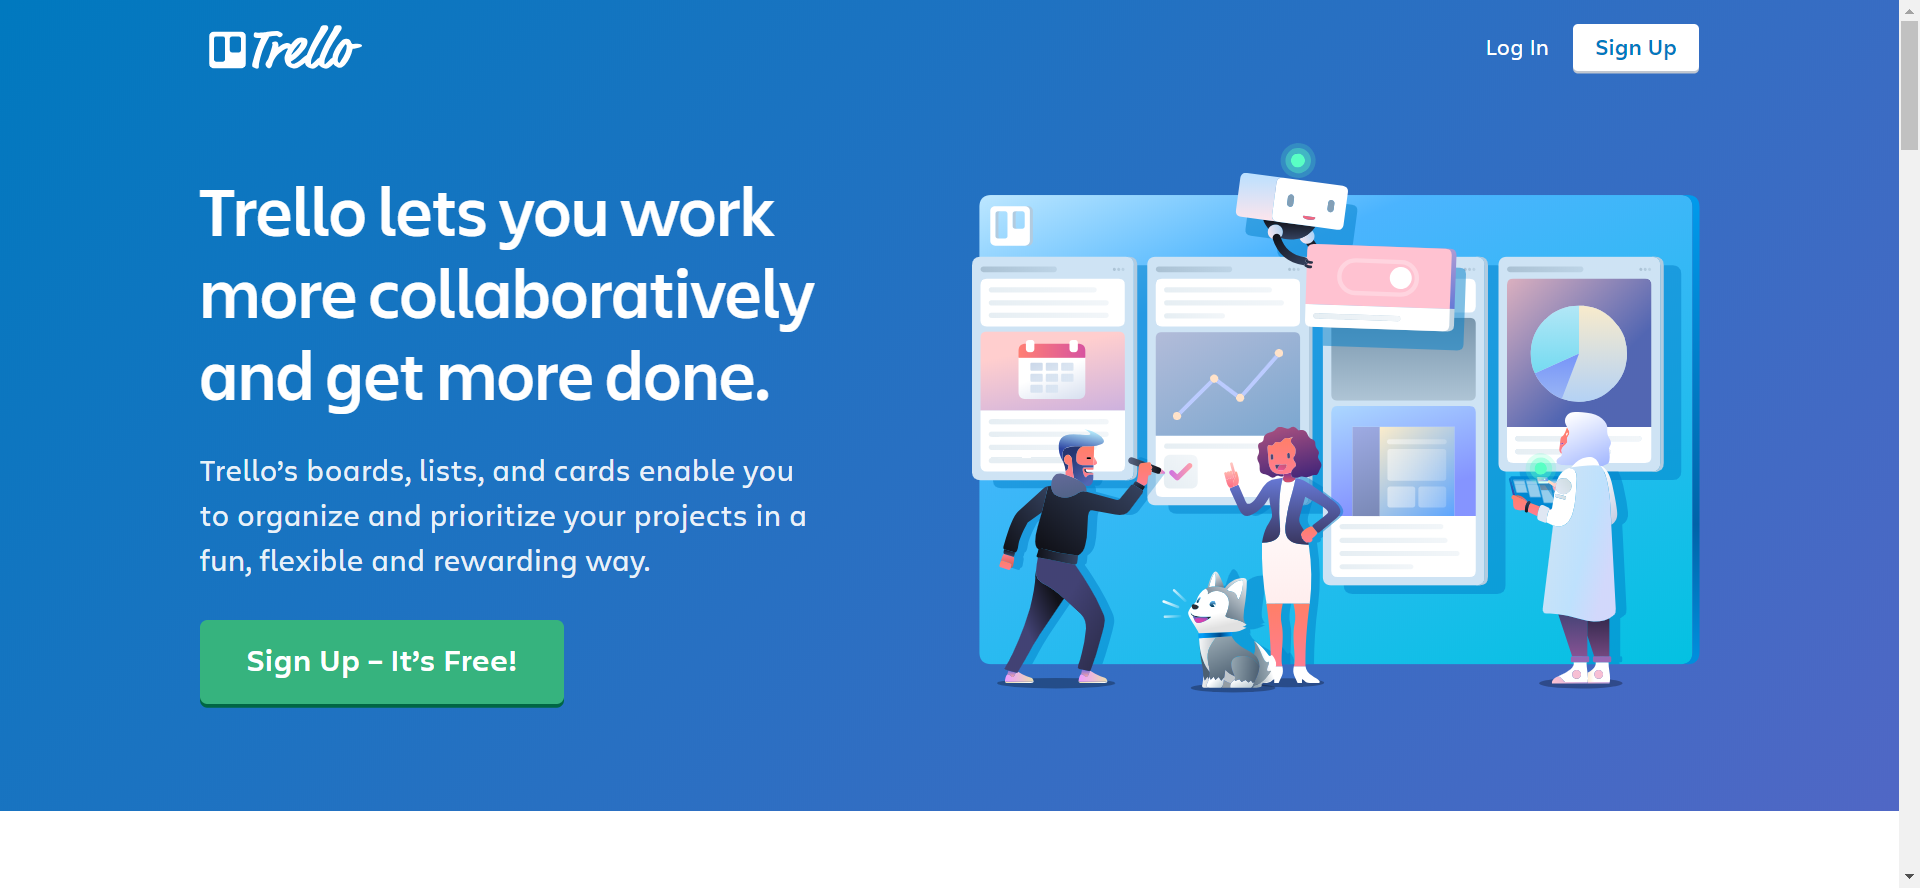 Trello
Log In
Sign Up
Trello lets you work
more collaboratively
and get more done.
Trello’s boards, lists, and cards enable you
to organize and prioritize your projects in a
fun, flexible and rewarding way.
Sign Up – It’s Free!